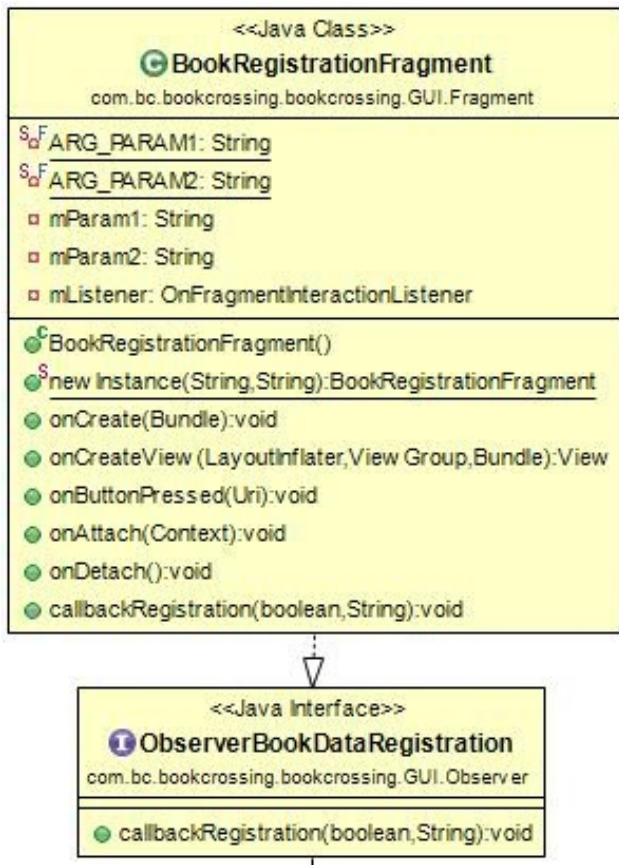 <<Java Class>>
C BookRegistrationFragment
com.bc.bookcrossing.bookcrossing.GUI.Fragment
S F ARG_PARAM1: String
S F ARG_PARAM2: String
mParam1: String
mParam2: String
mListener: OnFragmentInteractionListener
C BookRegistrationFragment()
S new Instance(String,String):BookRegistrationFragment
onCreate(Bundle):void
onCreateView (LayoutInflater,View Group,Bundle):View
onButtonPressed(Uri):void
onAttach(Context):void
onDetach():void
callbackRegistration(boolean,String):void
<<Java Interface>>
I ObserverBookDataRegistration
com.bc.bookcrossing.bookcrossing.GUI.Observer
callbackRegistration(boolean,String):void